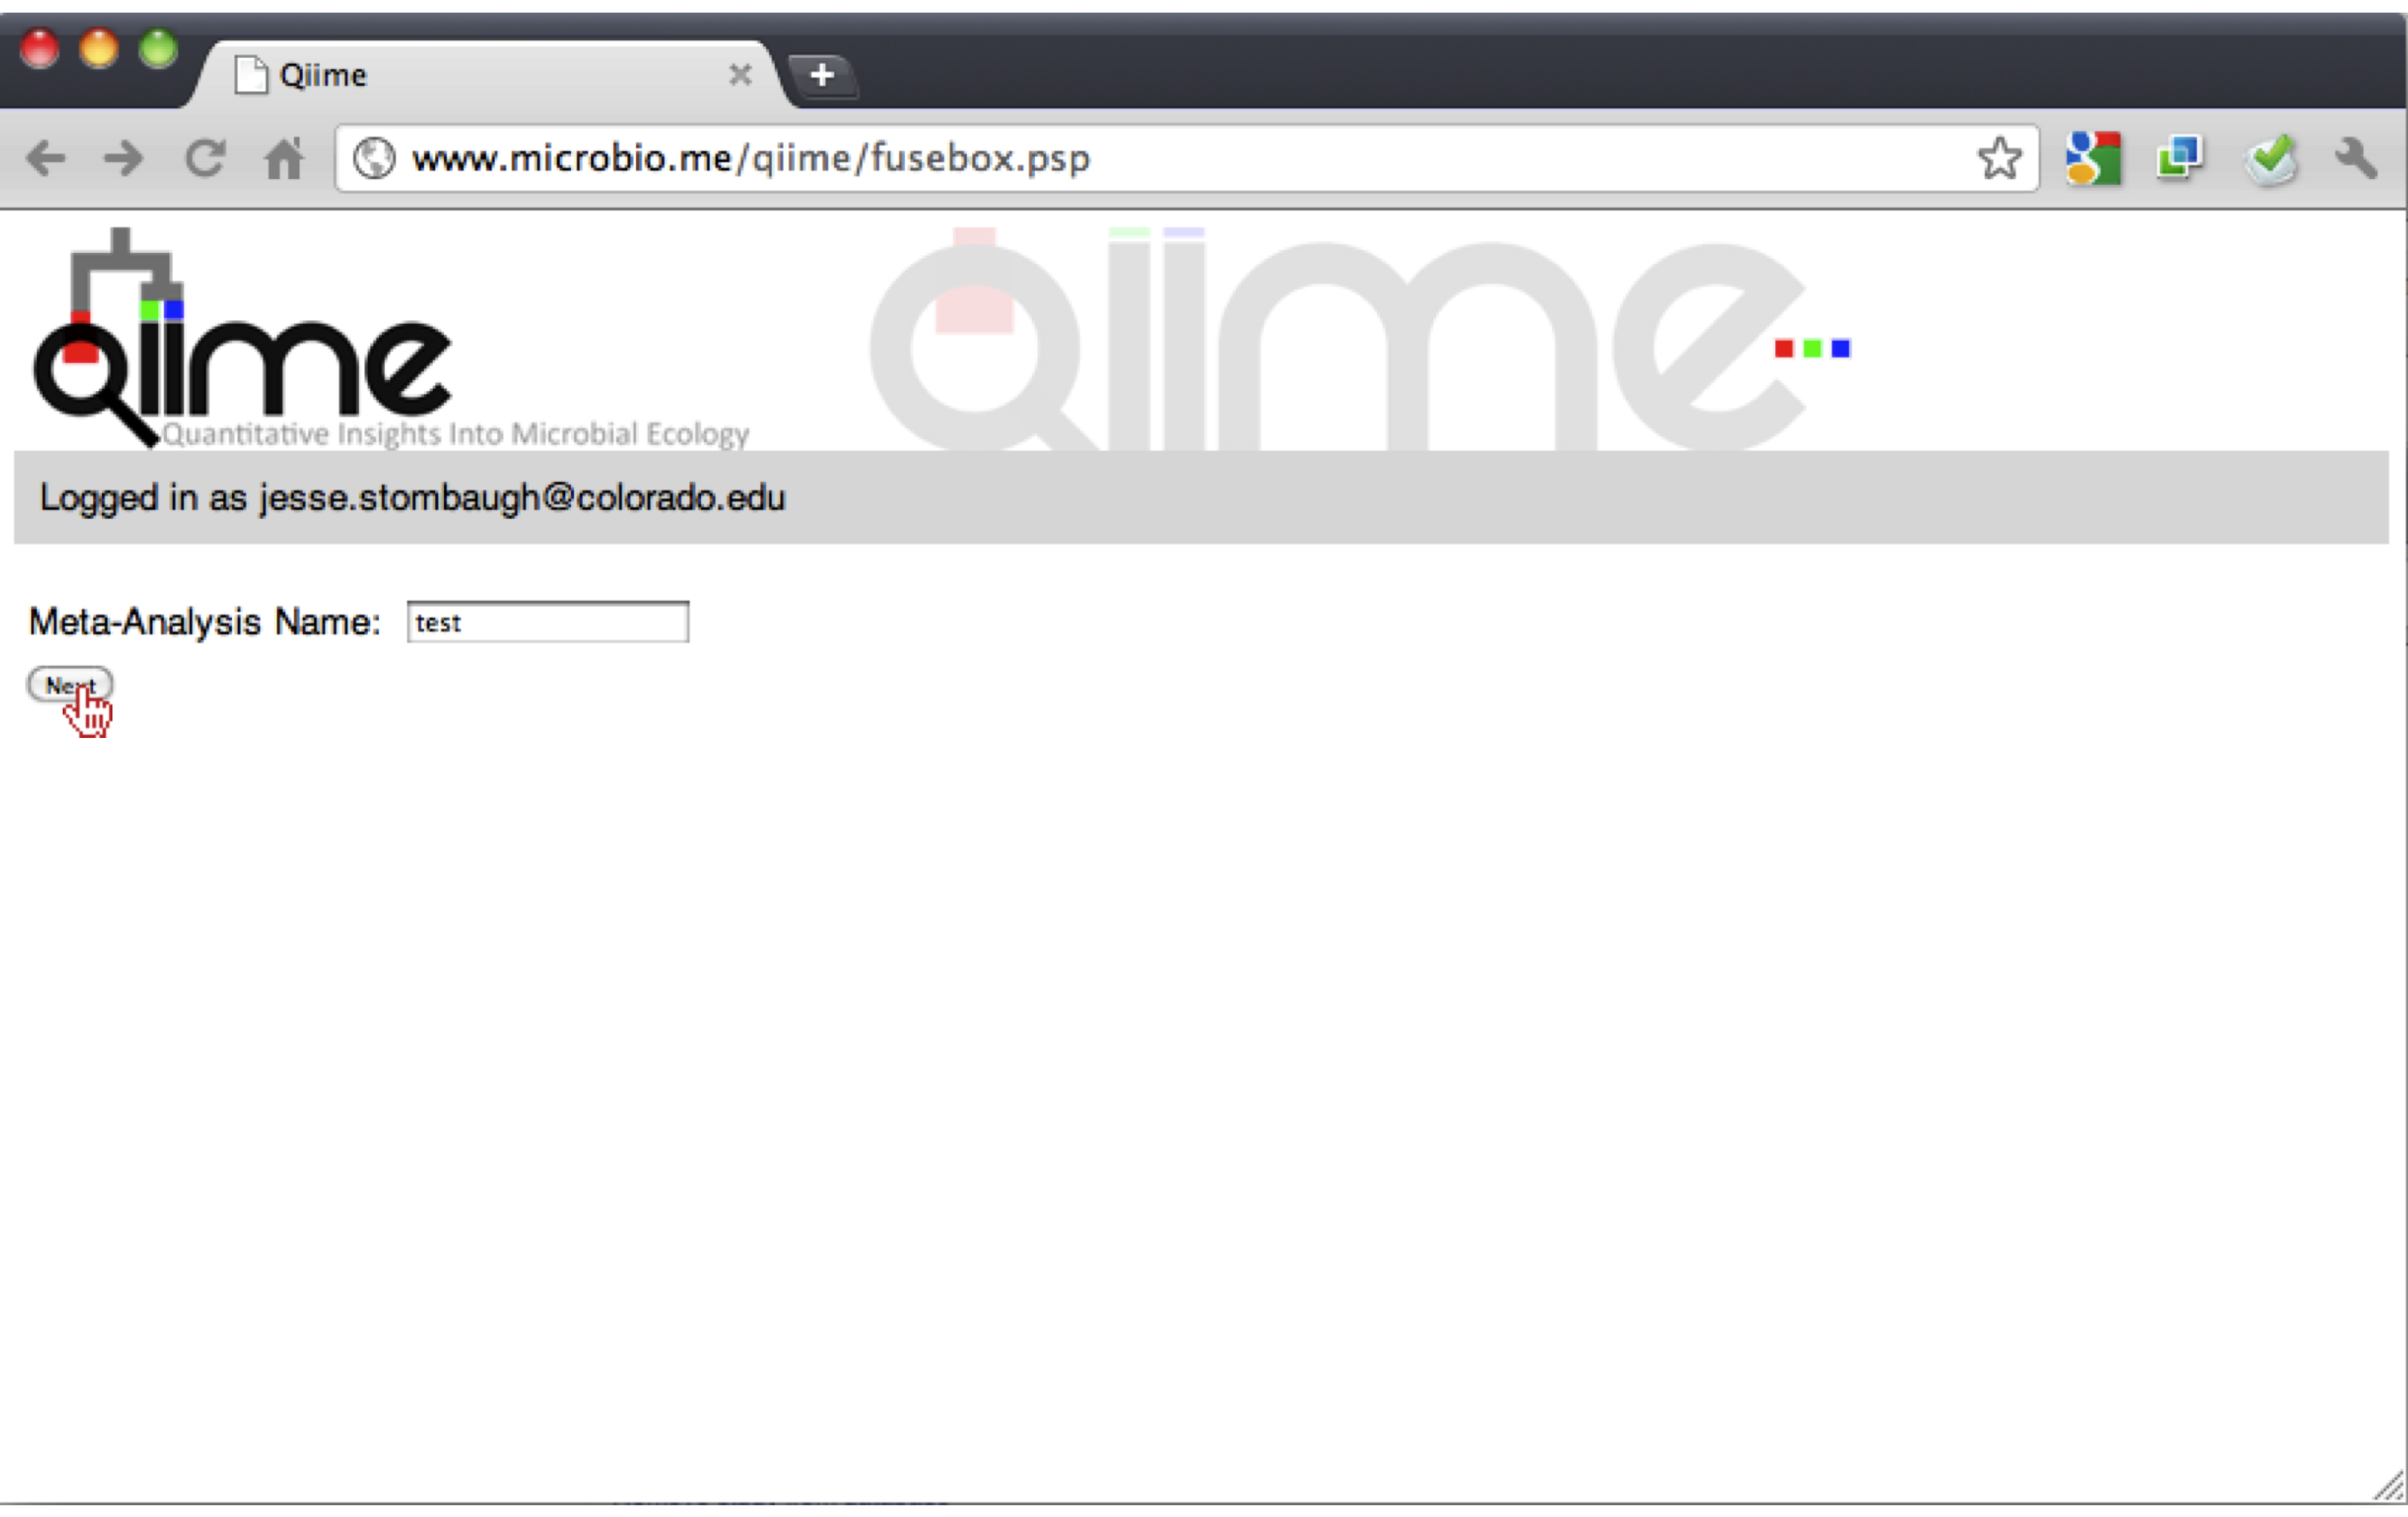 Qiime
www.microbio.me/qiime/fusebox.psp
Qiime
Quantitative Insights Into Microbial Ecology
Qiime
Logged in as jesse.stombaugh@colorado.edu
Meta-Analysis Name: test
Next